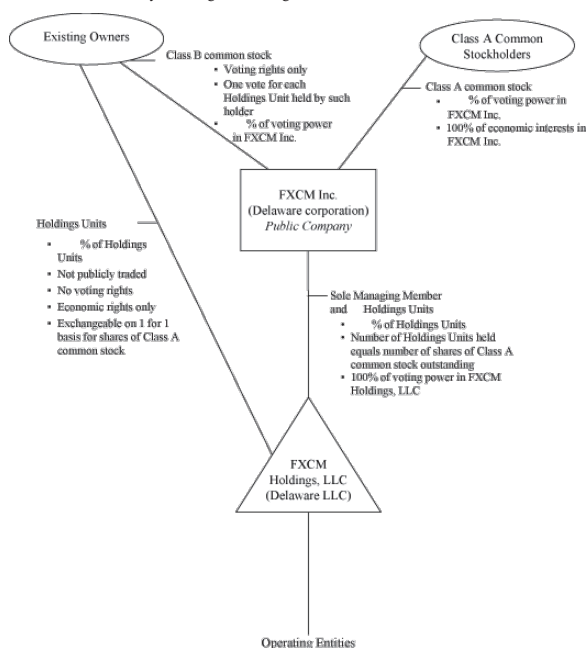 Existing Owners
Class A Common
Stockholders
Class B common stock
▪ Voting rights only
▪ One vote for each
Holdings Unit held by such
holder
▪ % of voting power
in FXCM Inc.
Class A common stock
▪ % of voting power in
FXCM Inc.
▪ 100% of economic interests in
FXCM Inc.
FXCM Inc.
(Delaware corporation)
Public Company
Holdings Units
▪ % of Holdings
Units
▪ Not publicly traded
▪ No voting rights
▪ Economic rights only
▪ Exchangeable on 1 for 1
basis for shares of Class A
common stock
Sole Managing Member
and Holdings Units
▪ % of Holdings Units
▪ Number of Holdings Units held
equals number of shares of Class A
common stock outstanding
▪ 100% of voting power in FXCM
Holdings, LLC
FXCM
Holdings, LLC
(Delaware LLC)
Operating Entities